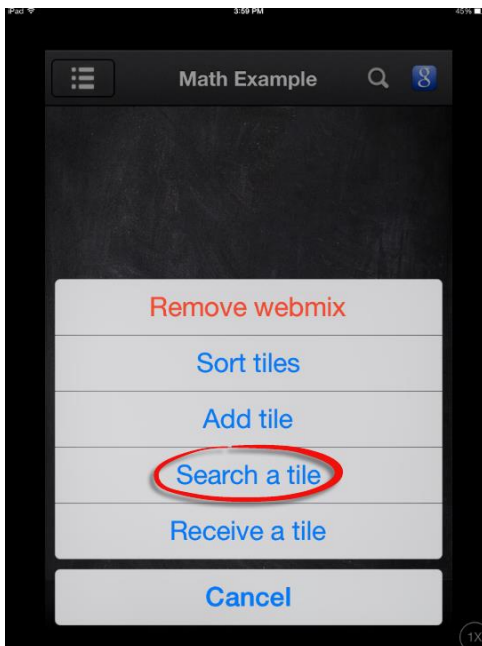 iPad 3:59 PM 45%
Math Example 8
Remove webmix
Sort tiles
Add tile
Search a tile
Receive a tile
Cancel
1X